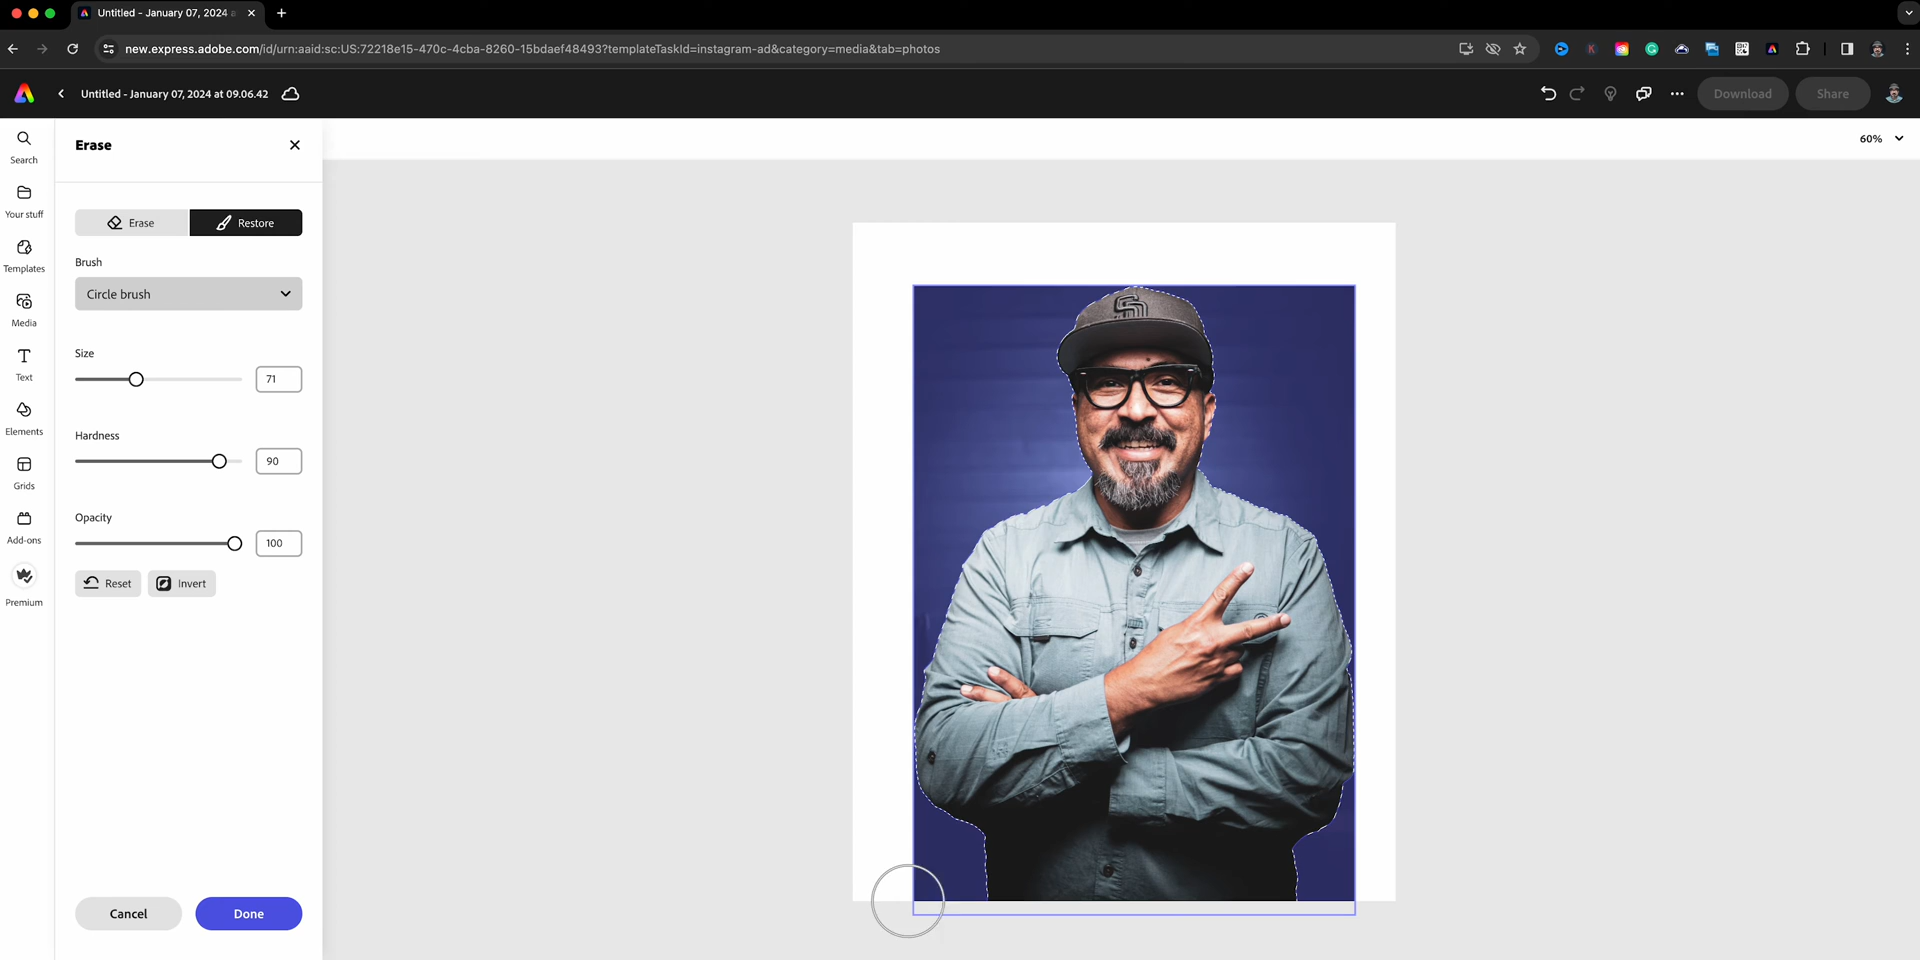 Untitled - January 07, 2024 a
new.express.adobe.com/id/urn:aaid:sc:US:72218e15-470c-4cba-8260-15bdaef48493?templateTaskId=instagram-ad&category=media&tab=photos
Untitled - January 07, 2024 at 09.06.42
Download
Share
60%
Search
Your stuff
Templates
Media
Text
Elements
Grids
Add-ons
Premium
Erase
Erase
Restore
Brush
Circle brush
Size
71
Hardness
90
Opacity
100
Reset
Invert
Cancel
Done